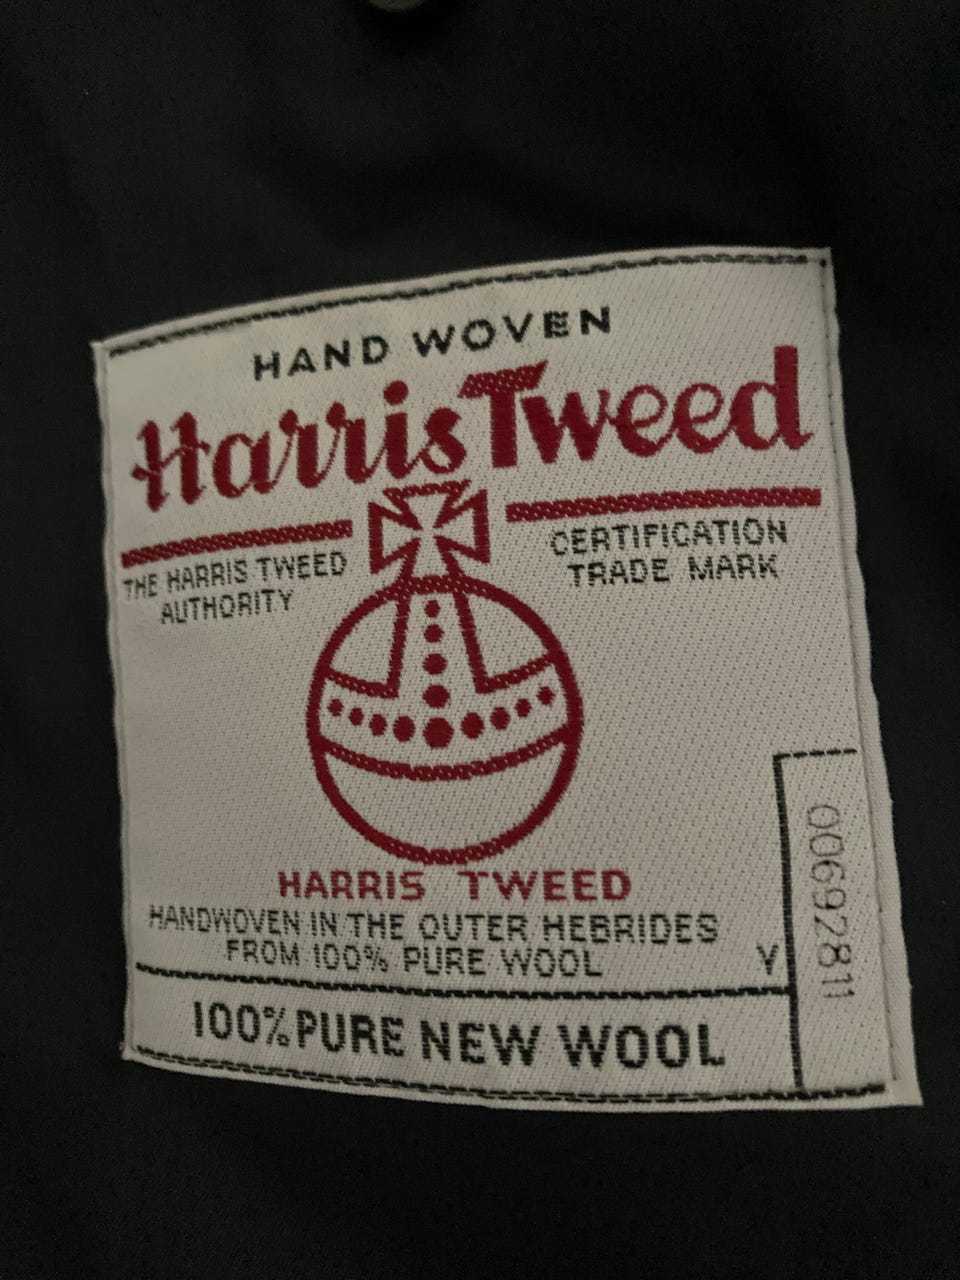 HAND WOVEN
Harris Tweed
THE HARRIS TWEED
AUTHORITY
CERTIFICATION
TRADE MARK
HARRIS TWEED
HANDWOVEN IN THE OUTER HEBRIDES
FROM 100% PURE WOOL
Y
100% PURE NEW WOOL
00692811